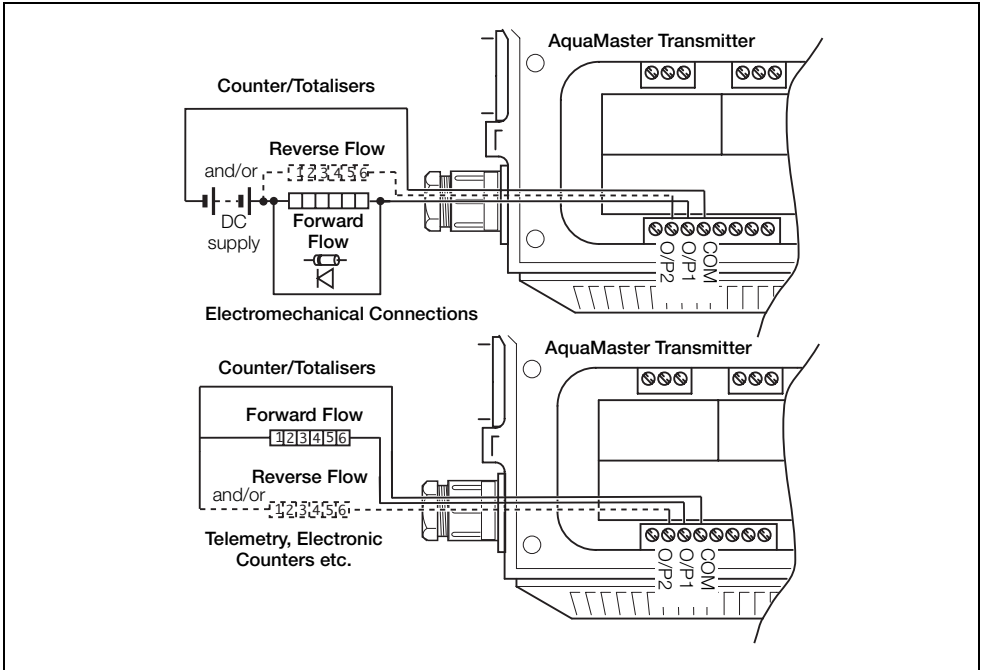 AquaMaster Transmitter
Counter/Totalisers
Reverse Flow
and/or
123456
DC
supply
Forward
Flow
O/P2
O/P1
COM
Electromechanical Connections
AquaMaster Transmitter
Counter/Totalisers
Forward Flow
123456
Reverse Flow
and/or
123456
Telemetry, Electronic
Counters etc.
O/P2
O/P1
COM